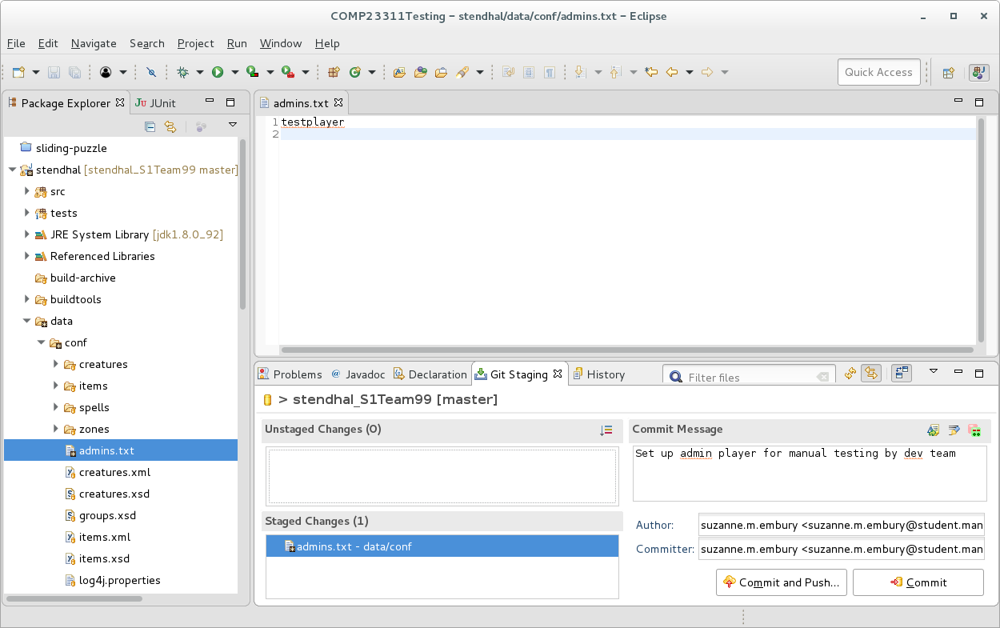 COMP23311Testing – stendhal/data/conf/admins.txt – Eclipse
File Edit Navigate Search Project Run Window Help
Quick Access
Package Explorer
JUnit
sliding-puzzle
stendhal [stendhal_S1Team99 master]
src
tests
JRE System Library [jdk1.8.0_92]
Referenced Libraries
build-archive
buildtools
data
conf
creatures
items
spells
zones
admins.txt
creatures.xml
creatures.xsd
groups.xsd
items.xml
items.xsd
log4j.properties
admins.txt
1 testplayer
2
Problems @ Javadoc Declaration Git Staging History
Filter files
> stendhal_S1Team99 [master]
Unstaged Changes (0)
Staged Changes (1)
admins.txt - data/conf
Commit Message
Set up admin player for manual testing by dev team
Author: suzanne.m.embury <suzanne.m.embury@student.man
Committer: suzanne.m.embury <suzanne.m.embury@student.man
Commit and Push...
Commit